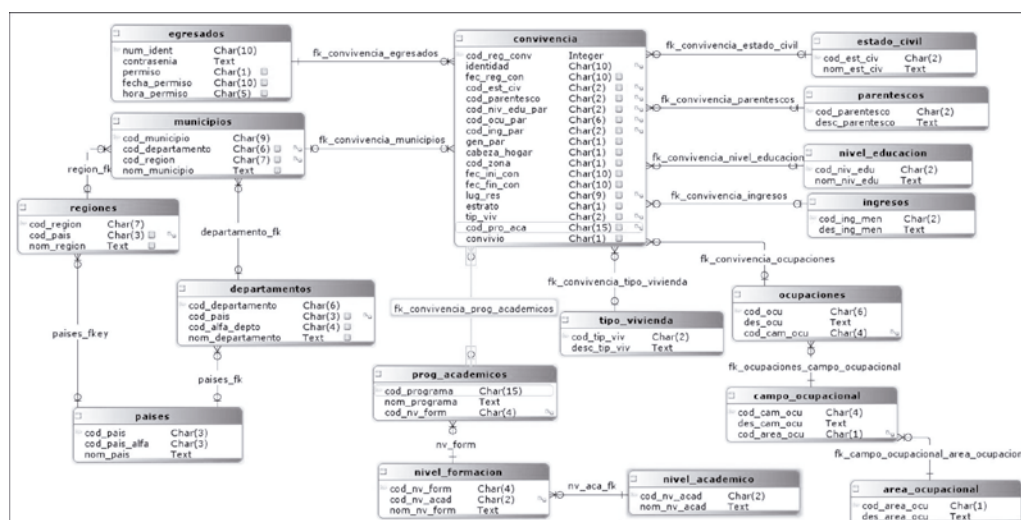 egresados
num_ident Char(10)
contrasenia Text
permiso Char(1)
fecha_permiso Char(10)
hora_permiso Char(5)
fk_convivencia_egresados
convivencia
cod_reg_conv Integer
identidad Char(10)
fec_reg_con Char(10)
cod_est_civ Char(2)
cod_parentesco Char(2)
cod_niv_edu_par Char(2)
cod_ocu_par Char(6)
cod_ing_par Char(2)
gen_par Char(1)
cabeza_hogar Char(1)
cod_zona Char(1)
fec_ini_con Char(10)
fec_fin_con Char(10)
lug_res Char(9)
estrato Char(1)
tip_viv Char(2)
cod_pro_aca Char(15)
convivio Char(1)
fk_convivencia_estado_civil
estado_civil
cod_est_civ Char(2)
nom_est_civ Text
fk_convivencia_parentescos
parentescos
cod_parentesco Char(2)
desc_parentesco Text
fk_convivencia_nivel_educacion
nivel_educacion
cod_niv_edu Char(2)
nom_niv_edu Text
fk_convivencia_ingresos
ingresos
cod_ing_men Char(2)
des_ing_men Text
municipios
cod_municipio Char(9)
cod_departamento Char(6)
cod_region Char(7)
nom_municipio Text
fk_convivencia_municipios
region_fk
regiones
cod_region Char(7)
cod_pais Char(3)
nom_region Text
departamento_fk
departamentos
cod_departamento Char(6)
cod_pais Char(3)
cod_alfa_depto Char(4)
nom_departamento Text
paises_fkey
paises_fk
paises
cod_pais Char(3)
cod_pais_alfa Char(3)
nom_pais Text
fk_convivencia_prog_academicos
prog_academicos
cod_programa Char(15)
nom_programa Text
cod_nv_form Char(4)
nv_form
nivel_formacion
cod_nv_form Char(4)
cod_nv_acad Char(2)
nom_nv_form Text
nv_aca_fk
nivel_academico
cod_nv_acad Char(2)
nom_nv_acad Text
fk_convivencia_tipo_vivienda
tipo_vivienda
cod_tip_viv Char(2)
desc_tip_viv Text
fk_convivencia_ocupaciones
ocupaciones
cod_ocu Char(6)
des_ocu Text
cod_cam_ocu Char(4)
fk_ocupaciones_campo_ocupacional
campo_ocupacional
cod_cam_ocu Char(4)
des_cam_ocu Text
cod_area_ocu Char(1)
fk_campo_ocupacional_area_ocupacion
area_ocupacional
cod_area_ocu Char(1)
des_area_ocu Text